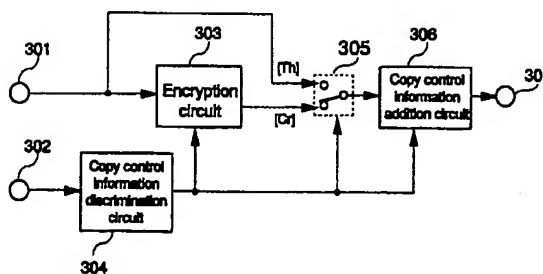 301
303
[Th]
305
306
Encryption
circuit
Copy control
information
addition circuit
30
[Cr]
302
Copy control
information
discrimination
circuit
304